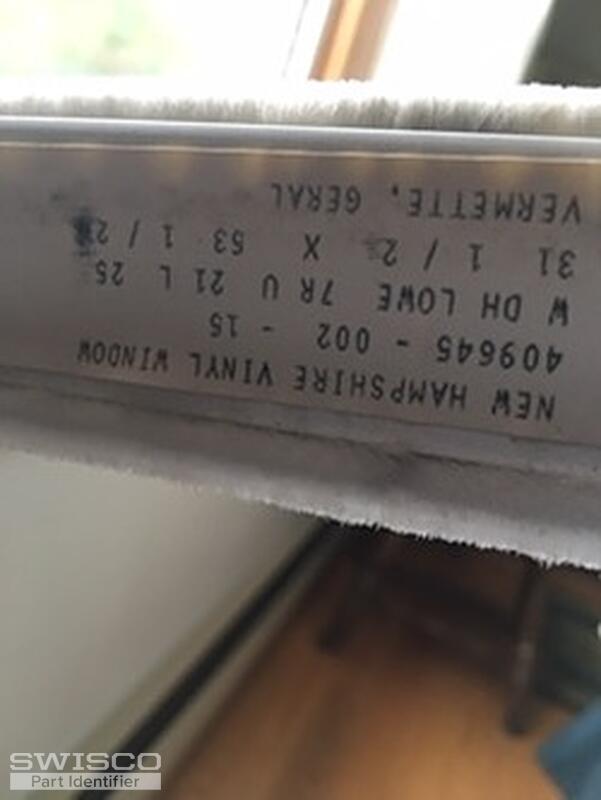 NEW HAMPSHIRE VINYL WINDOW
409645 - 002 - 15
W DH LOWE 7R U 21 L 25
31 1 / 2 X 53 1 / 2
VERMETTE, GERAL
SWISCO
Part Identifier